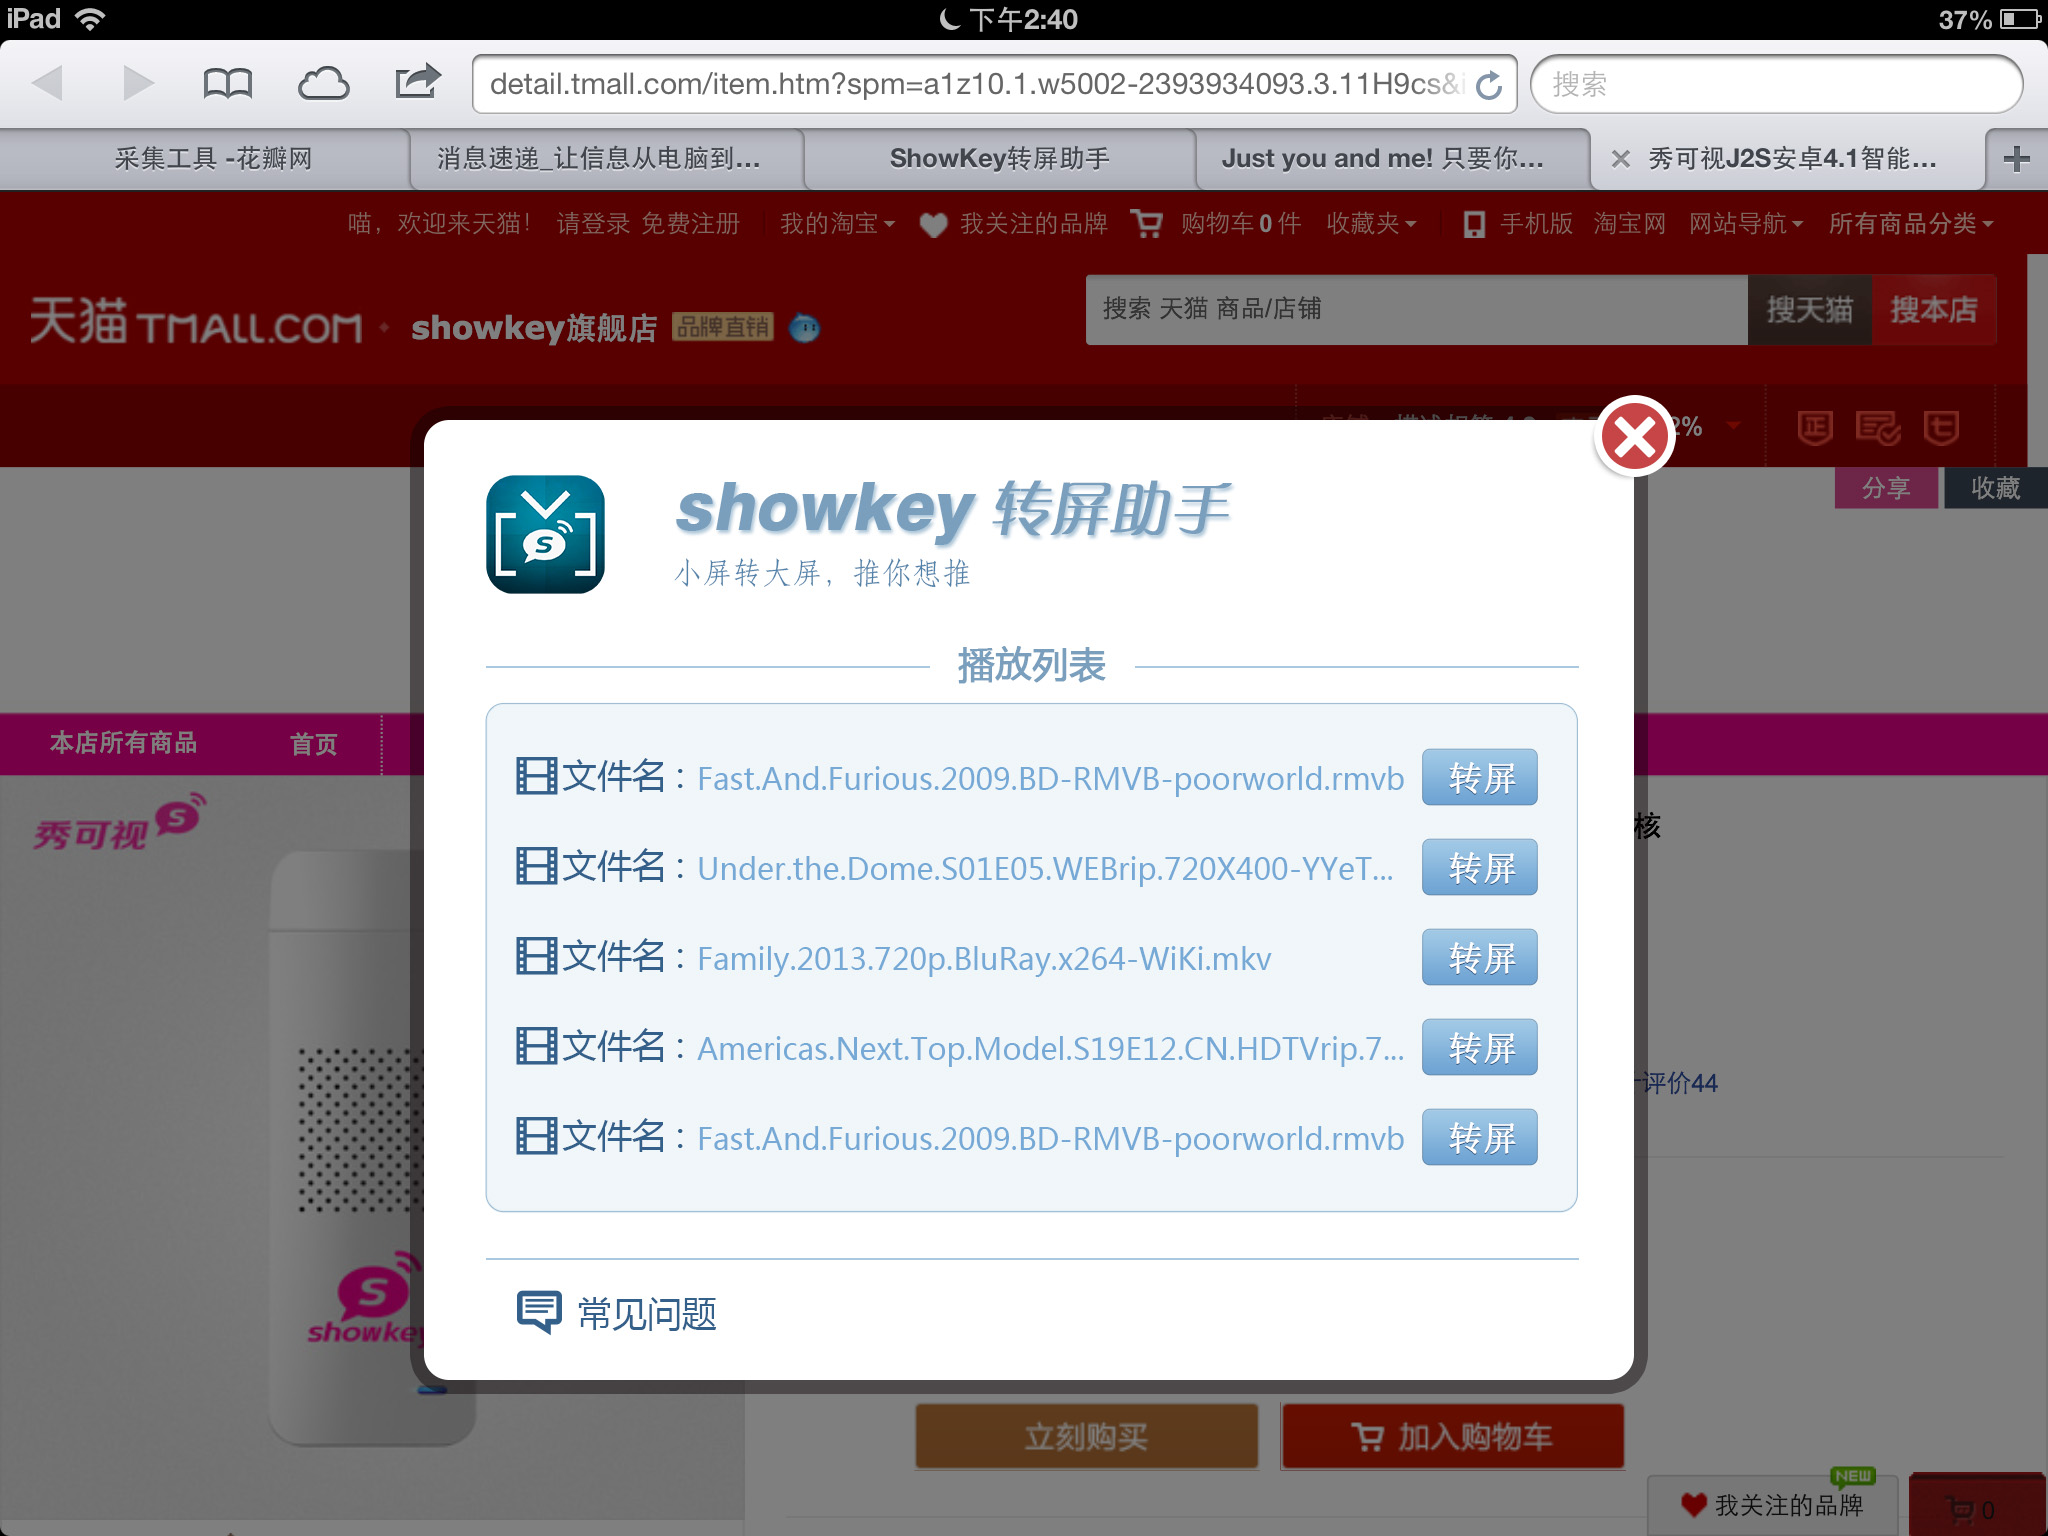 iPad
下午2:40
37%
detail.tmall.com/item.htm?spm=a1z10.1.w5002-2393934093.3.11H9cs&
搜索
采集工具 -花瓣网
消息速递_让信息从电脑到...
ShowKey转屏助手
Just you and me! 只要你...
秀可视J2S安卓4.1智能...
喵，欢迎来天猫！ 请登录 免费注册 我的淘宝 我关注的品牌 购物车 0 件 收藏夹 手机版 淘宝网 网站导航 所有商品分类
天猫 TMALL.COM
showkey旗舰店 品牌直销
搜索 天猫 商品/店铺
搜天猫
搜本店
2%
正
七
分享
收藏
showkey 转屏助手
小屏转大屏，推你想推
播放列表
本店所有商品
首页
文件名：Fast.And.Furious.2009.BD-RMVB-poorworld.rmvb 转屏
秀可视
核
文件名：Under.the.Dome.S01E05.WEBrip.720X400-YYeT... 转屏
文件名：Family.2013.720p.BluRay.x264-WiKi.mkv 转屏
文件名：Americas.Next.Top.Model.S19E12.CN.HDTVrip.7... 转屏
评价44
文件名：Fast.And.Furious.2009.BD-RMVB-poorworld.rmvb 转屏
常见问题
showkey
立刻购买
加入购物车
NEW
我关注的品牌
0